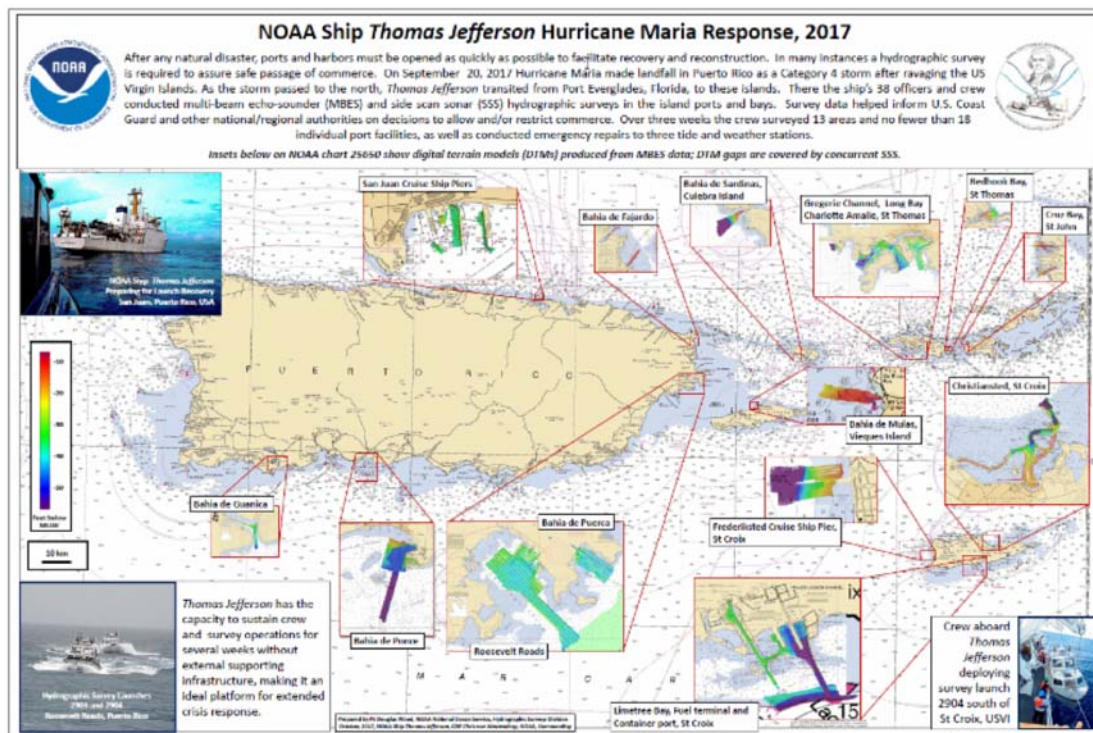 NOAA Ship Thomas Jefferson Hurricane Maria Response, 2017
After any natural disaster, ports and harbors must be opened as quickly as possible to facilitate recovery and reconstruction. In many instances a hydrographic survey
is required to assure safe passage of commerce. On September 20, 2017 Hurricane Maria made landfall in Puerto Rico as a Category 4 storm after ravaging the US
Virgin Islands. As the storm passed to the north, Thomas Jefferson transited from Port Everglades, Florida, to these islands. There the ship's 38 officers and crew
conducted multi-beam echo-sounder (MBES) and side scan sonar (SSS) hydrographic surveys in the island ports and bays. Survey data helped inform U.S. Coast
Guard and other national/regional authorities on decisions to allow and/or restrict commerce. Over three weeks the crew surveyed 13 areas and no fewer than 18
individual port facilities, as well as conducted emergency repairs to three tide and weather stations.
Insets below on NOAA chart 25650 show digital terrain models (DTMs) produced from MBES data; DTM gaps are covered by concurrent SSS.
NOAA
San Juan Cruise Ship Piers
Bahia de Fajardo
Bahia de Sardinas,
Culebra Island
Gregerie Channel, Long Bay
Charlotte Amalie, St Thomas
Redhook Bay,
St Thomas
Cruz Bay,
St John
NOAA Ship Thomas Jefferson
Preparing for Launch Recovery
San Juan, Puerto Rico, USA
PUERTO RICO
Feet below
MLLW
10 km
Bahia de Mulas,
Vieques Island
Christiansted, St Croix
Bahia de Guanica
Bahia de Ponce
Bahia de Puerca
Roosevelt Roads
Frederiksted Cruise Ship Pier,
St Croix
Limetree Bay, Fuel terminal and
Container port, St Croix
Hydrographic Survey Launches
2903 and 2904
Roosevelt Roads, Puerto Rico
Thomas Jefferson has the
capacity to sustain crew
and survey operations for
several weeks without
external supporting
infrastructure, making it an
ideal platform for extended
crisis response.
Crew aboard
Thomas
Jefferson
deploying
survey launch
2904 south of
St Croix, USVI